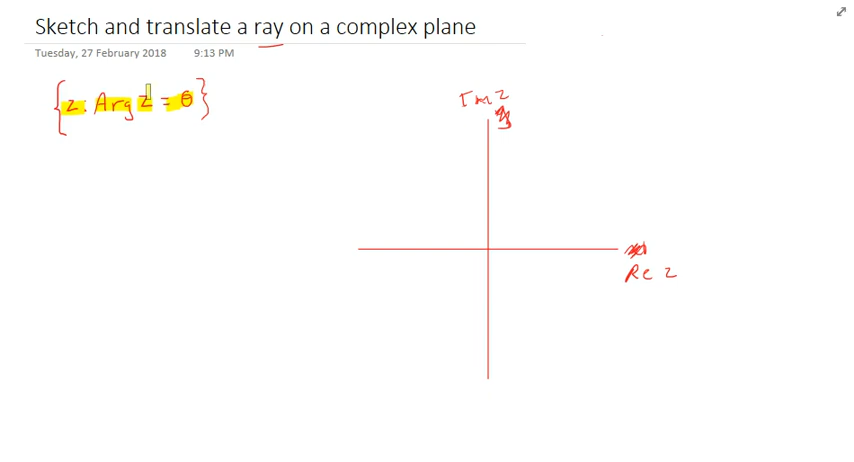 Sketch and translate a ray on a complex plane
Tuesday, 27 February 2018 9:13 PM
{z: Arg z = θ}
Im z
Re z